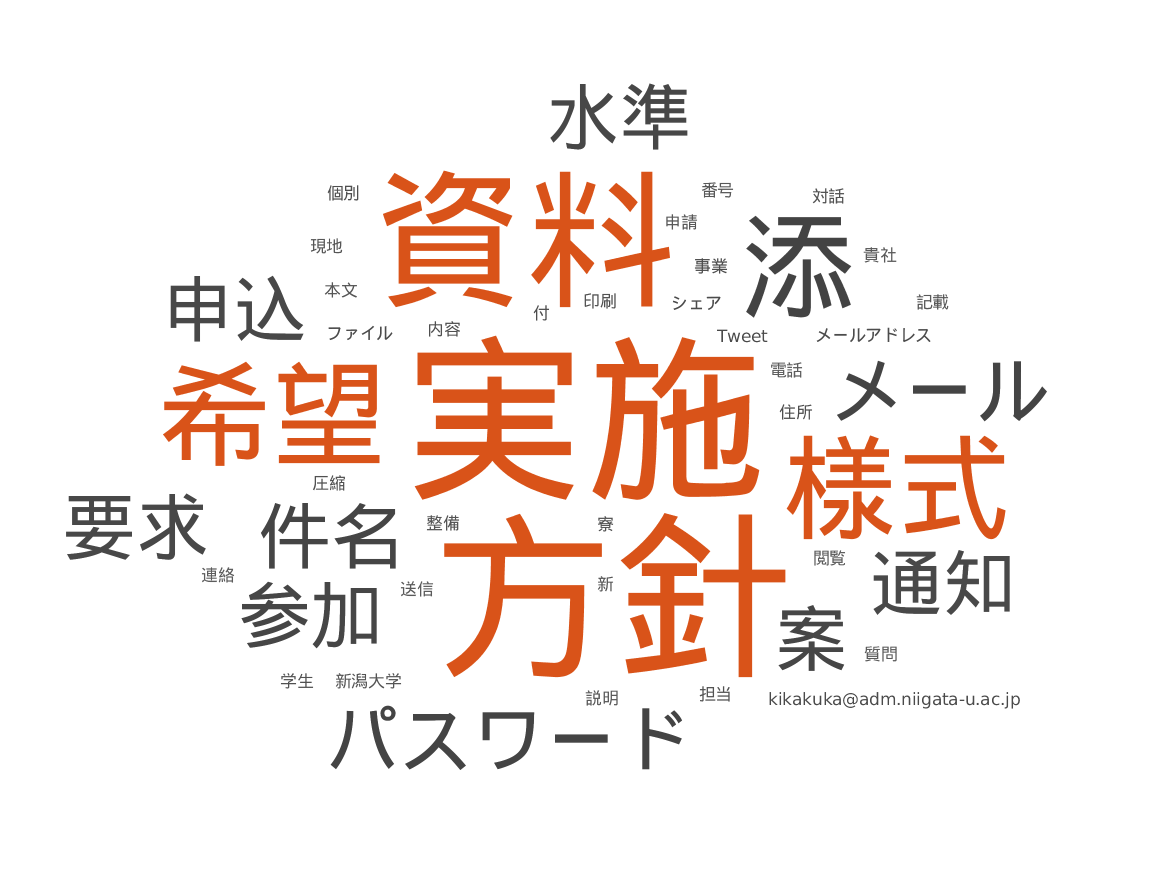 水準
資料
個別
番号
対話
申請
添
現地
事業
貴社
申込
本文
付
印刷
シェア
記載
ファイル
内容
Tweet
メールアドレス
希望
実施
電話
メール
住所
様式
圧縮
要求
件名
整備
方針
寮
閲覧
通知
連絡
参加
送信
新
案
質問
学生
新潟大学
説明
担当
kikakuka@adm.niigata-u.ac.jp
パスワード